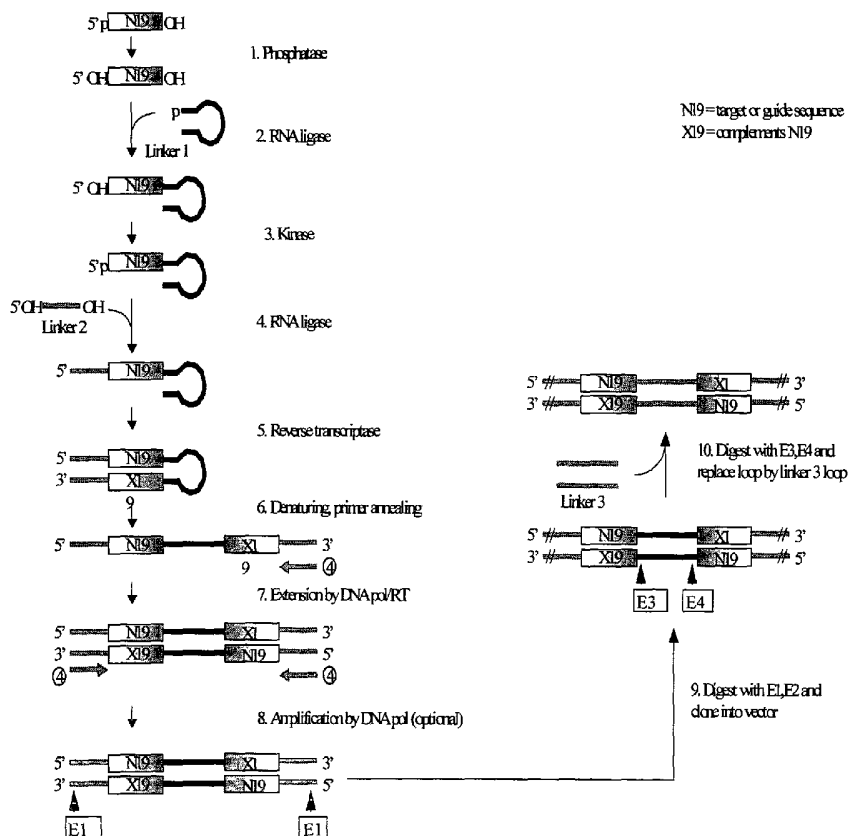 5'p N19 OH
1. Phosphatase
5' OH N19 OH
p
Linker 1
2. RNA ligase
N19 = target or guide sequence
X19 = complements N19
5' OH N19
3. Kinase
5'p N19
5'OH OH
Linker 2
4. RNA ligase
5' N19
5. Reverse transcriptase
5' N19
3' X1
9
6. Denaturing, primer annealing
5' N19 X1 3'
9 4
7. Extension by DNA pol/RT
5' N19 X1 3'
3' X19 N19 5'
4 4
8. Amplification by DNA pol (optional)
5' N19 X1 3'
3' X19 N19 5'
E1 E1
9. Digest with E1,E2 and
clone into vector
5' N19 X1 3'
3' X19 N19 5'
E3 E4
10. Digest with E3,E4 and
replace loop by linker 3 loop
Linker 3
5' N19 X1 3'
3' X19 N19 5'